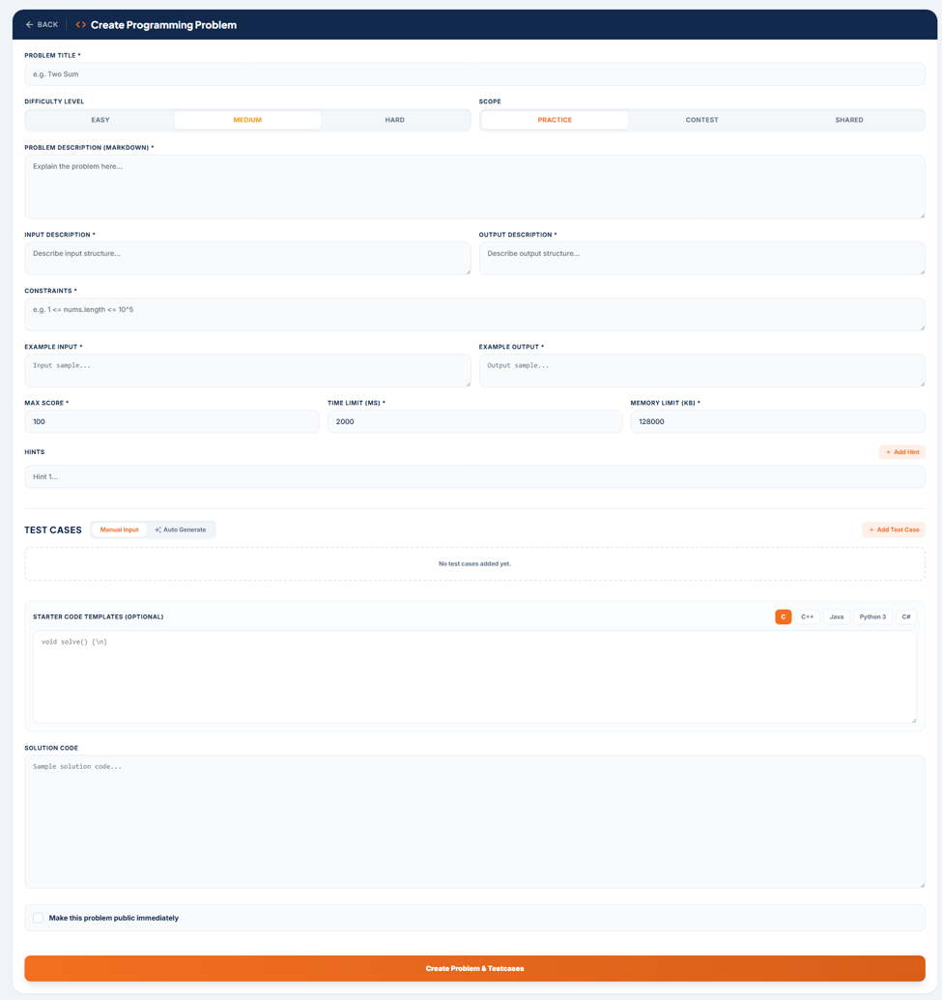 BACK
Create Programming Problem
PROBLEM TITLE *
e.g. Two Sum
DIFFICULTY LEVEL
EASY
MEDIUM
HARD
SCOPE
PRACTICE
CONTEST
SHARED
PROBLEM DESCRIPTION (MARKDOWN) *
Explain the problem here...
INPUT DESCRIPTION *
Describe input structure...
OUTPUT DESCRIPTION *
Describe output structure...
CONSTRAINTS *
e.g. 1 <= nums.length <= 10^5
EXAMPLE INPUT *
Input sample...
EXAMPLE OUTPUT *
Output sample...
MAX SCORE *
100
TIME LIMIT (MS) *
2000
MEMORY LIMIT (KB) *
128000
HINTS
+ Add Hint
Hint 1...
TEST CASES
Manual Input
Auto Generate
+ Add Test Case
No test cases added yet.
STARTER CODE TEMPLATES (OPTIONAL)
C
C++
Java
Python 3
C#
void solve() {\n}
SOLUTION CODE
Sample solution code...
Make this problem public immediately
Create Problem & Testcases